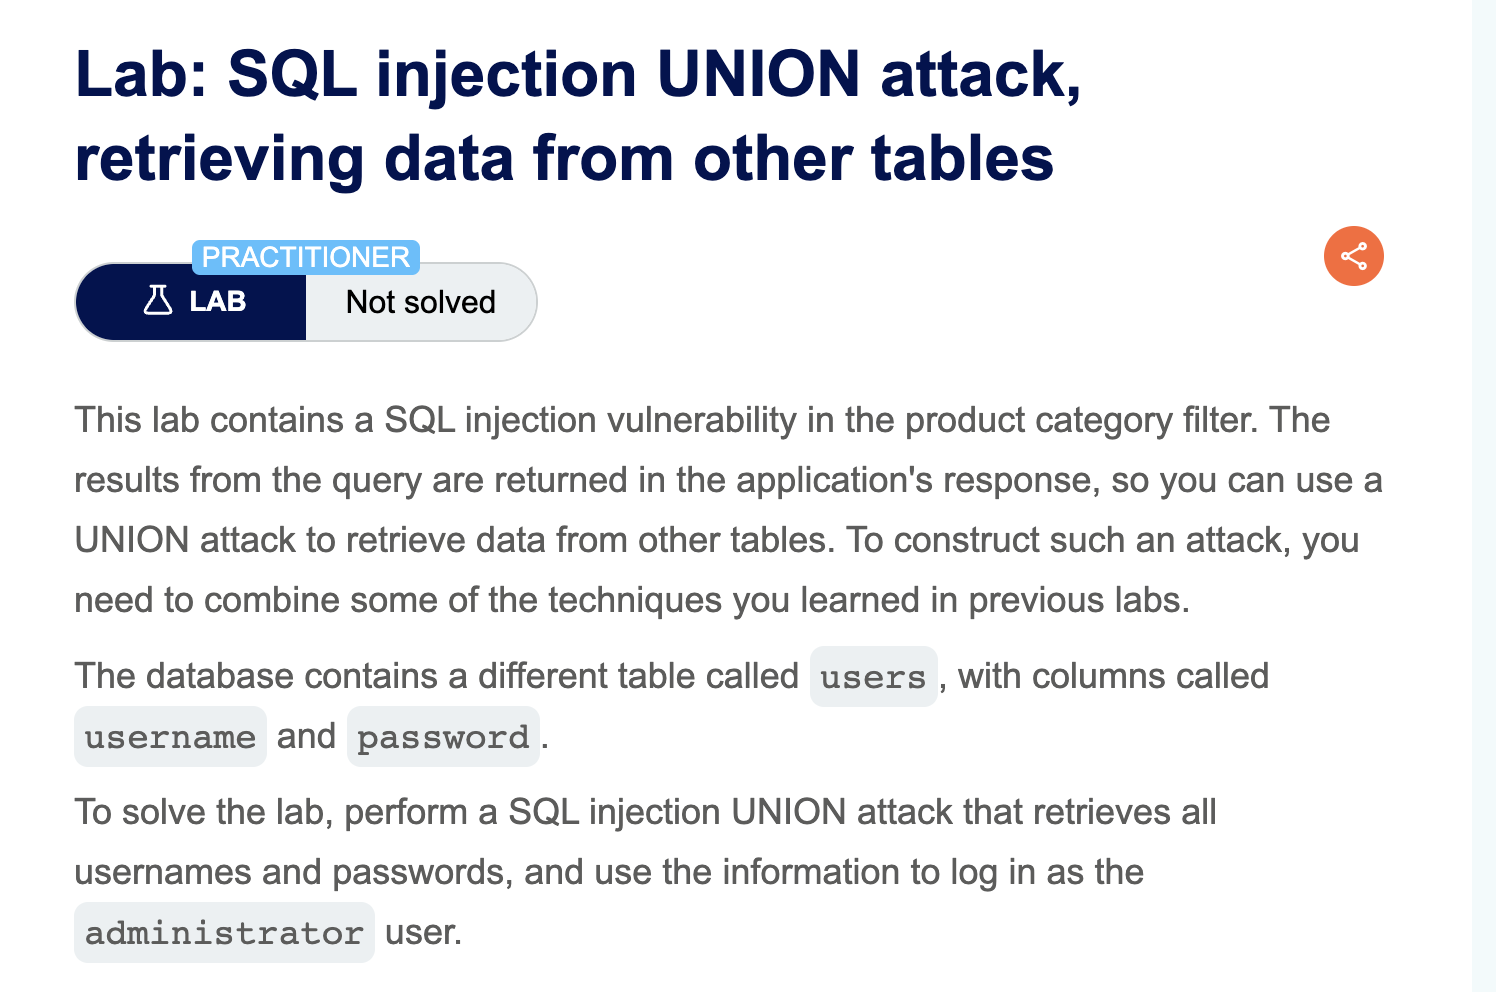 Lab: SQL injection UNION attack,
retrieving data from other tables
PRACTITIONER
LAB Not solved
This lab contains a SQL injection vulnerability in the product category filter. The
results from the query are returned in the application's response, so you can use a
UNION attack to retrieve data from other tables. To construct such an attack, you
need to combine some of the techniques you learned in previous labs.
The database contains a different table called users, with columns called
username and password.
To solve the lab, perform a SQL injection UNION attack that retrieves all
usernames and passwords, and use the information to log in as the
administrator user.